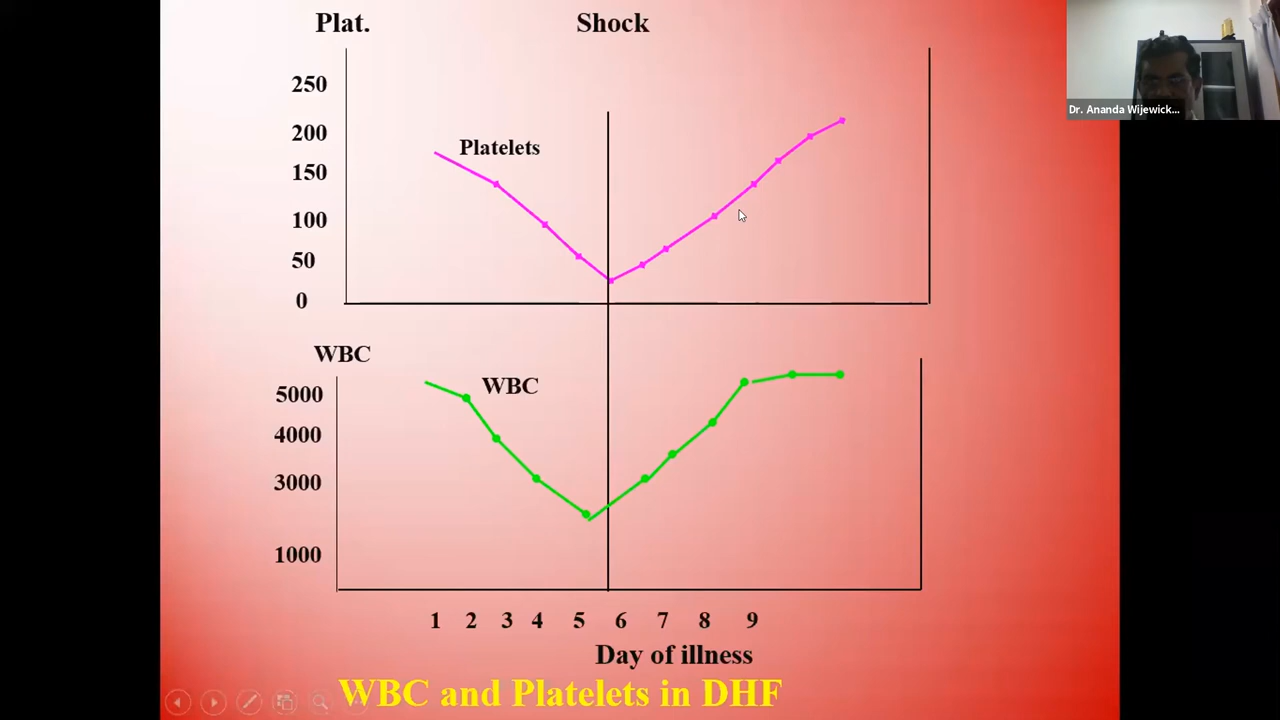 Plat. Shock
250
200
150
100
50
0
Platelets
Dr. Ananda Wijewick...
WBC
5000
4000
3000
1000
WBC
1 2 3 4 5 6 7 8 9
Day of illness
WBC and Platelets in DHF